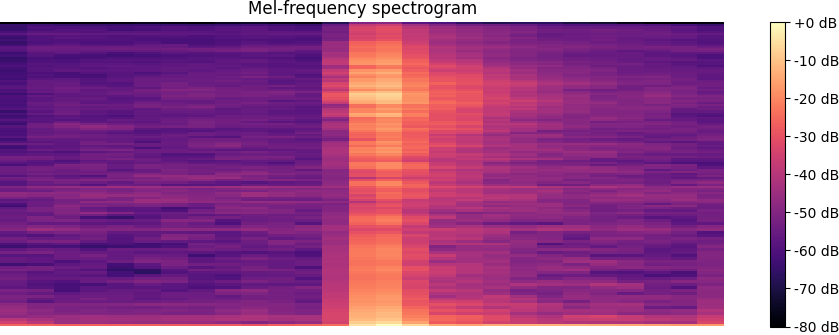 Mel-frequency spectrogram
+0 dB
-10 dB
-20 dB
-30 dB
-40 dB
-50 dB
-60 dB
-70 dB
-80 dB